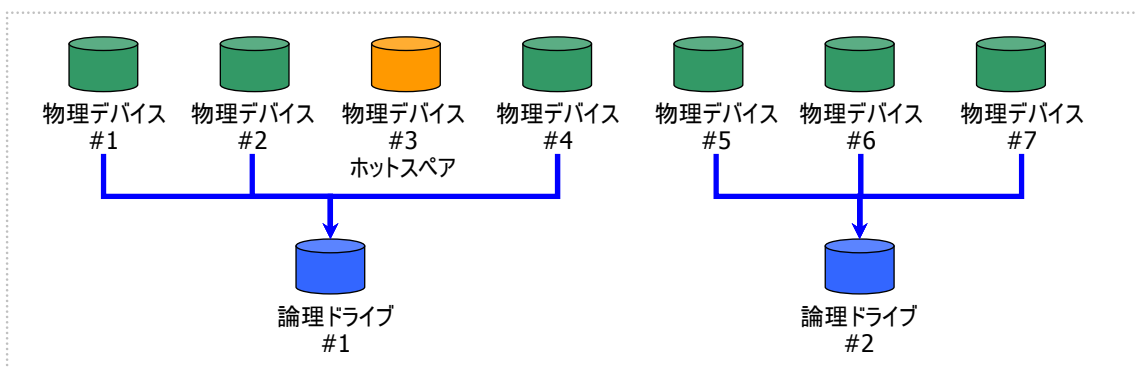 物理デバイス 物理デバイス 物理デバイス 物理デバイス 物理デバイス 物理デバイス 物理デバイス
#1 #2 #3 #4 #5 #6 #7
ホットスペア
論理ドライブ 論理ドライブ
#1 #2